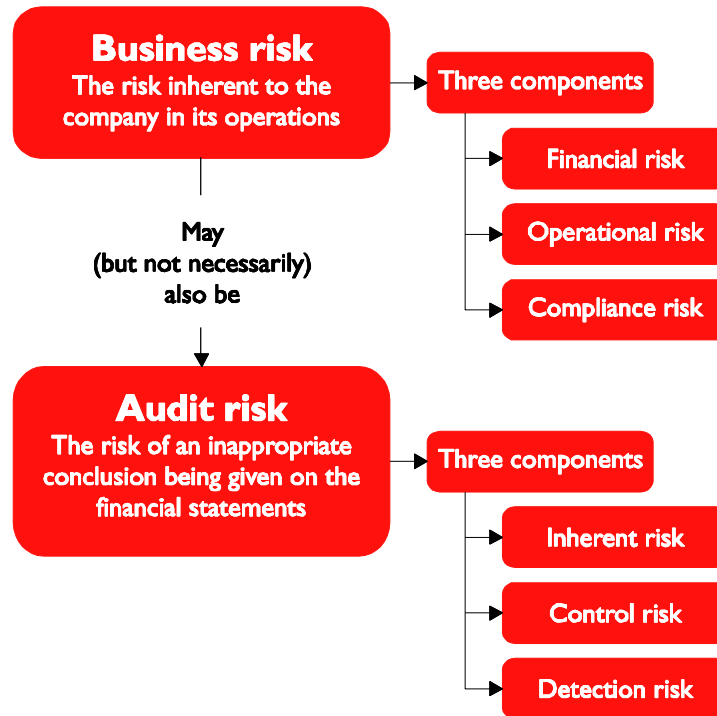 Business risk
The risk inherent to the
company in its operations
Three components
Financial risk
Operational risk
Compliance risk
May
(but not necessarily)
also be
Audit risk
The risk of an inappropriate
conclusion being given on the
financial statements
Three components
Inherent risk
Control risk
Detection risk